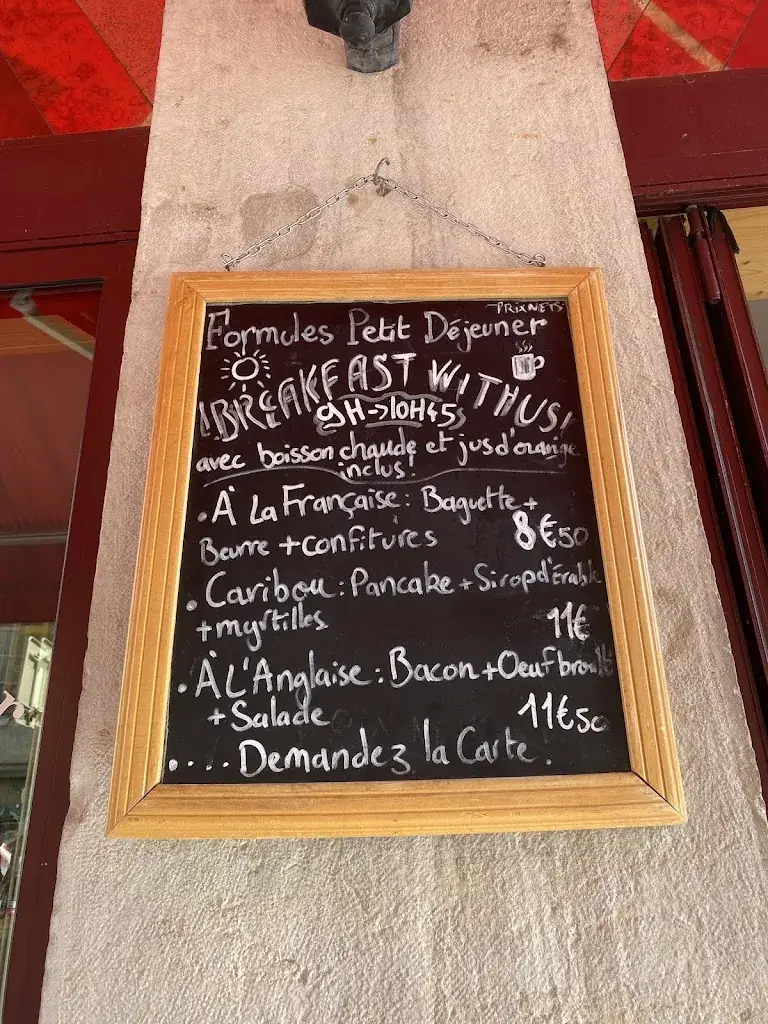 PRIX NETS
Formules Petit Déjeuner
!BREAKFAST WITH US!
9H->10H45
avec boisson chaude et jus d'orange
inclus!
. À La Française : Baguette +
Beurre + confitures 8€50
. Caribou : Pancake + Sirop d'érable
+ myrtilles 11€
. À L'Anglaise : Bacon + Oeuf brouillé
+ Salade 11€50
.... Demandez la Carte.